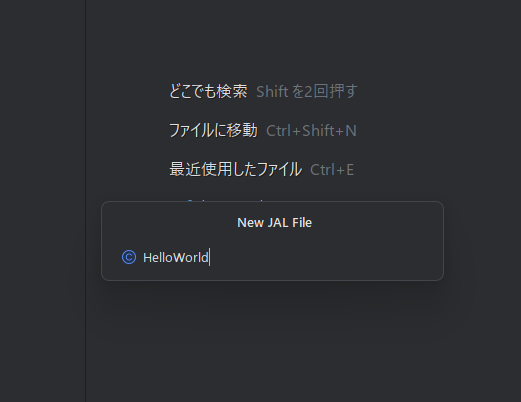 どこでも検索 Shift を2回押す
ファイルに移動 Ctrl+Shift+N
最近使用したファイル Ctrl+E
New JAL File
HelloWorld